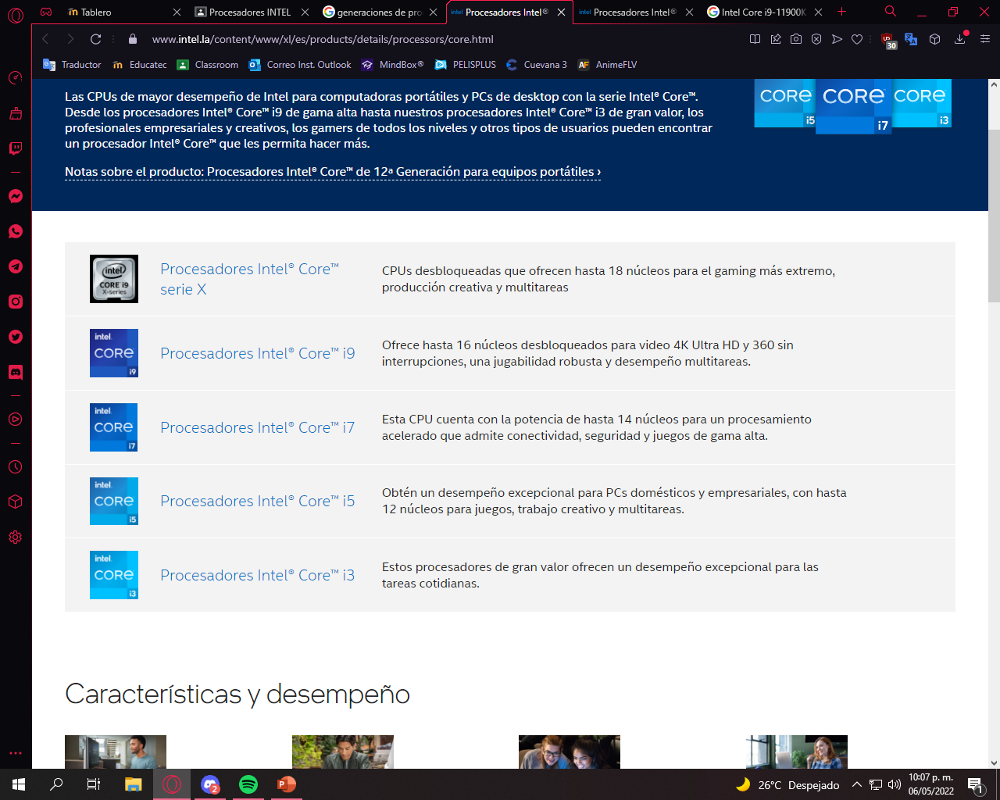 Tablero
Procesadores INTEL
generaciones de pro
intel Procesadores Intel®
intel Procesadores Intel®
Intel Core i9-11900K
www.intel.la/content/www/xl/es/products/details/processors/core.html
30
Traductor
Educatec
Classroom
Correo Inst. Outlook
MindBox®
PELISPLUS
Cuevana 3
AF AnimeFLV
Las CPUs de mayor desempeño de Intel para computadoras portátiles y PCs de desktop con la serie Intel® Core™.
Desde los procesadores Intel® Core™ i9 de gama alta hasta nuestros procesadores Intel® Core™ i3 de gran valor, los
profesionales empresariales y creativos, los gamers de todos los niveles y otros tipos de usuarios pueden encontrar
un procesador Intel® Core™ que les permita hacer más.
Notas sobre el producto: Procesadores Intel® Core™ de 12ª Generación para equipos portátiles ›
CORE i5
CORE i7
CORE i3
intel CORE i9 X-series
Procesadores Intel® Core™
serie X
CPUs desbloqueadas que ofrecen hasta 18 núcleos para el gaming más extremo,
producción creativa y multitareas
intel. CORE i9
Procesadores Intel® Core™ i9
Ofrece hasta 16 núcleos desbloqueados para video 4K Ultra HD y 360 sin
interrupciones, una jugabilidad robusta y desempeño multitareas.
intel. CORE i7
Procesadores Intel® Core™ i7
Esta CPU cuenta con la potencia de hasta 14 núcleos para un procesamiento
acelerado que admite conectividad, seguridad y juegos de gama alta.
intel. CORE i5
Procesadores Intel® Core™ i5
Obtén un desempeño excepcional para PCs domésticos y empresariales, con hasta
12 núcleos para juegos, trabajo creativo y multitareas.
intel. CORE i3
Procesadores Intel® Core™ i3
Estos procesadores de gran valor ofrecen un desempeño excepcional para las
tareas cotidianas.
Características y desempeño
2
26°C Despejado
10:07 p. m.
06/05/2022
1